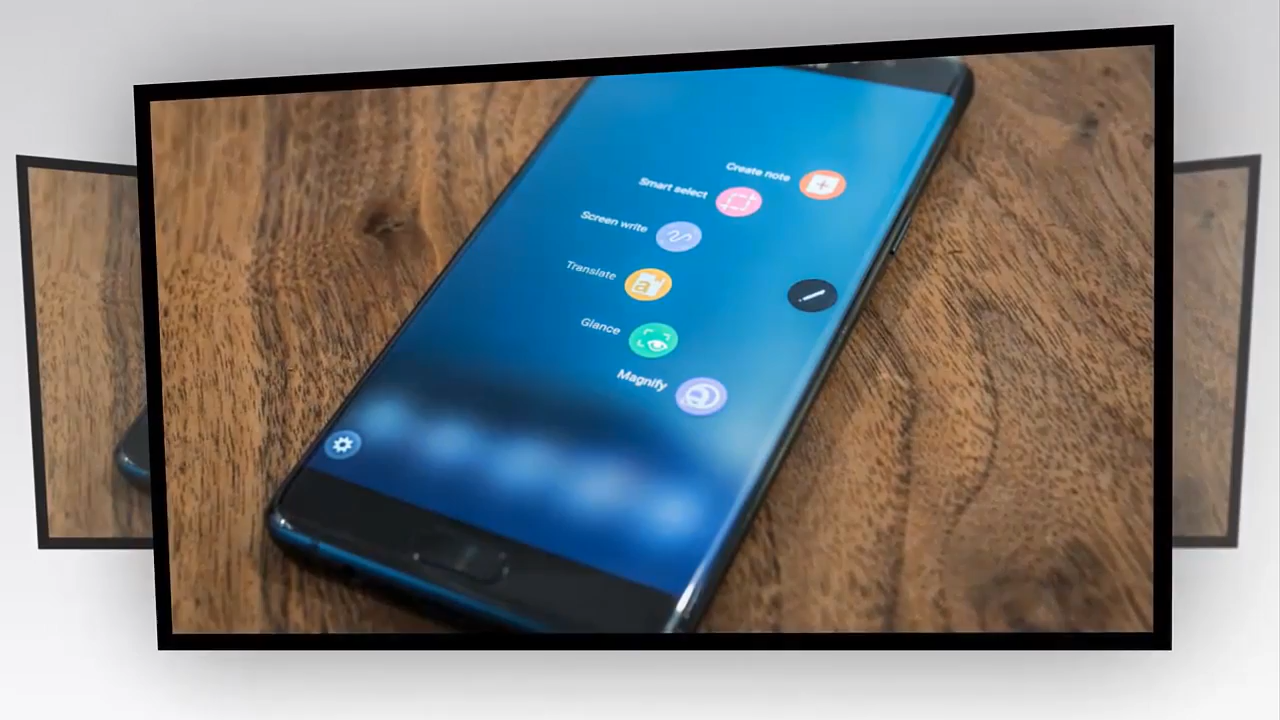 Create note
Smart select
Screen write
Translate
Glance
Magnify